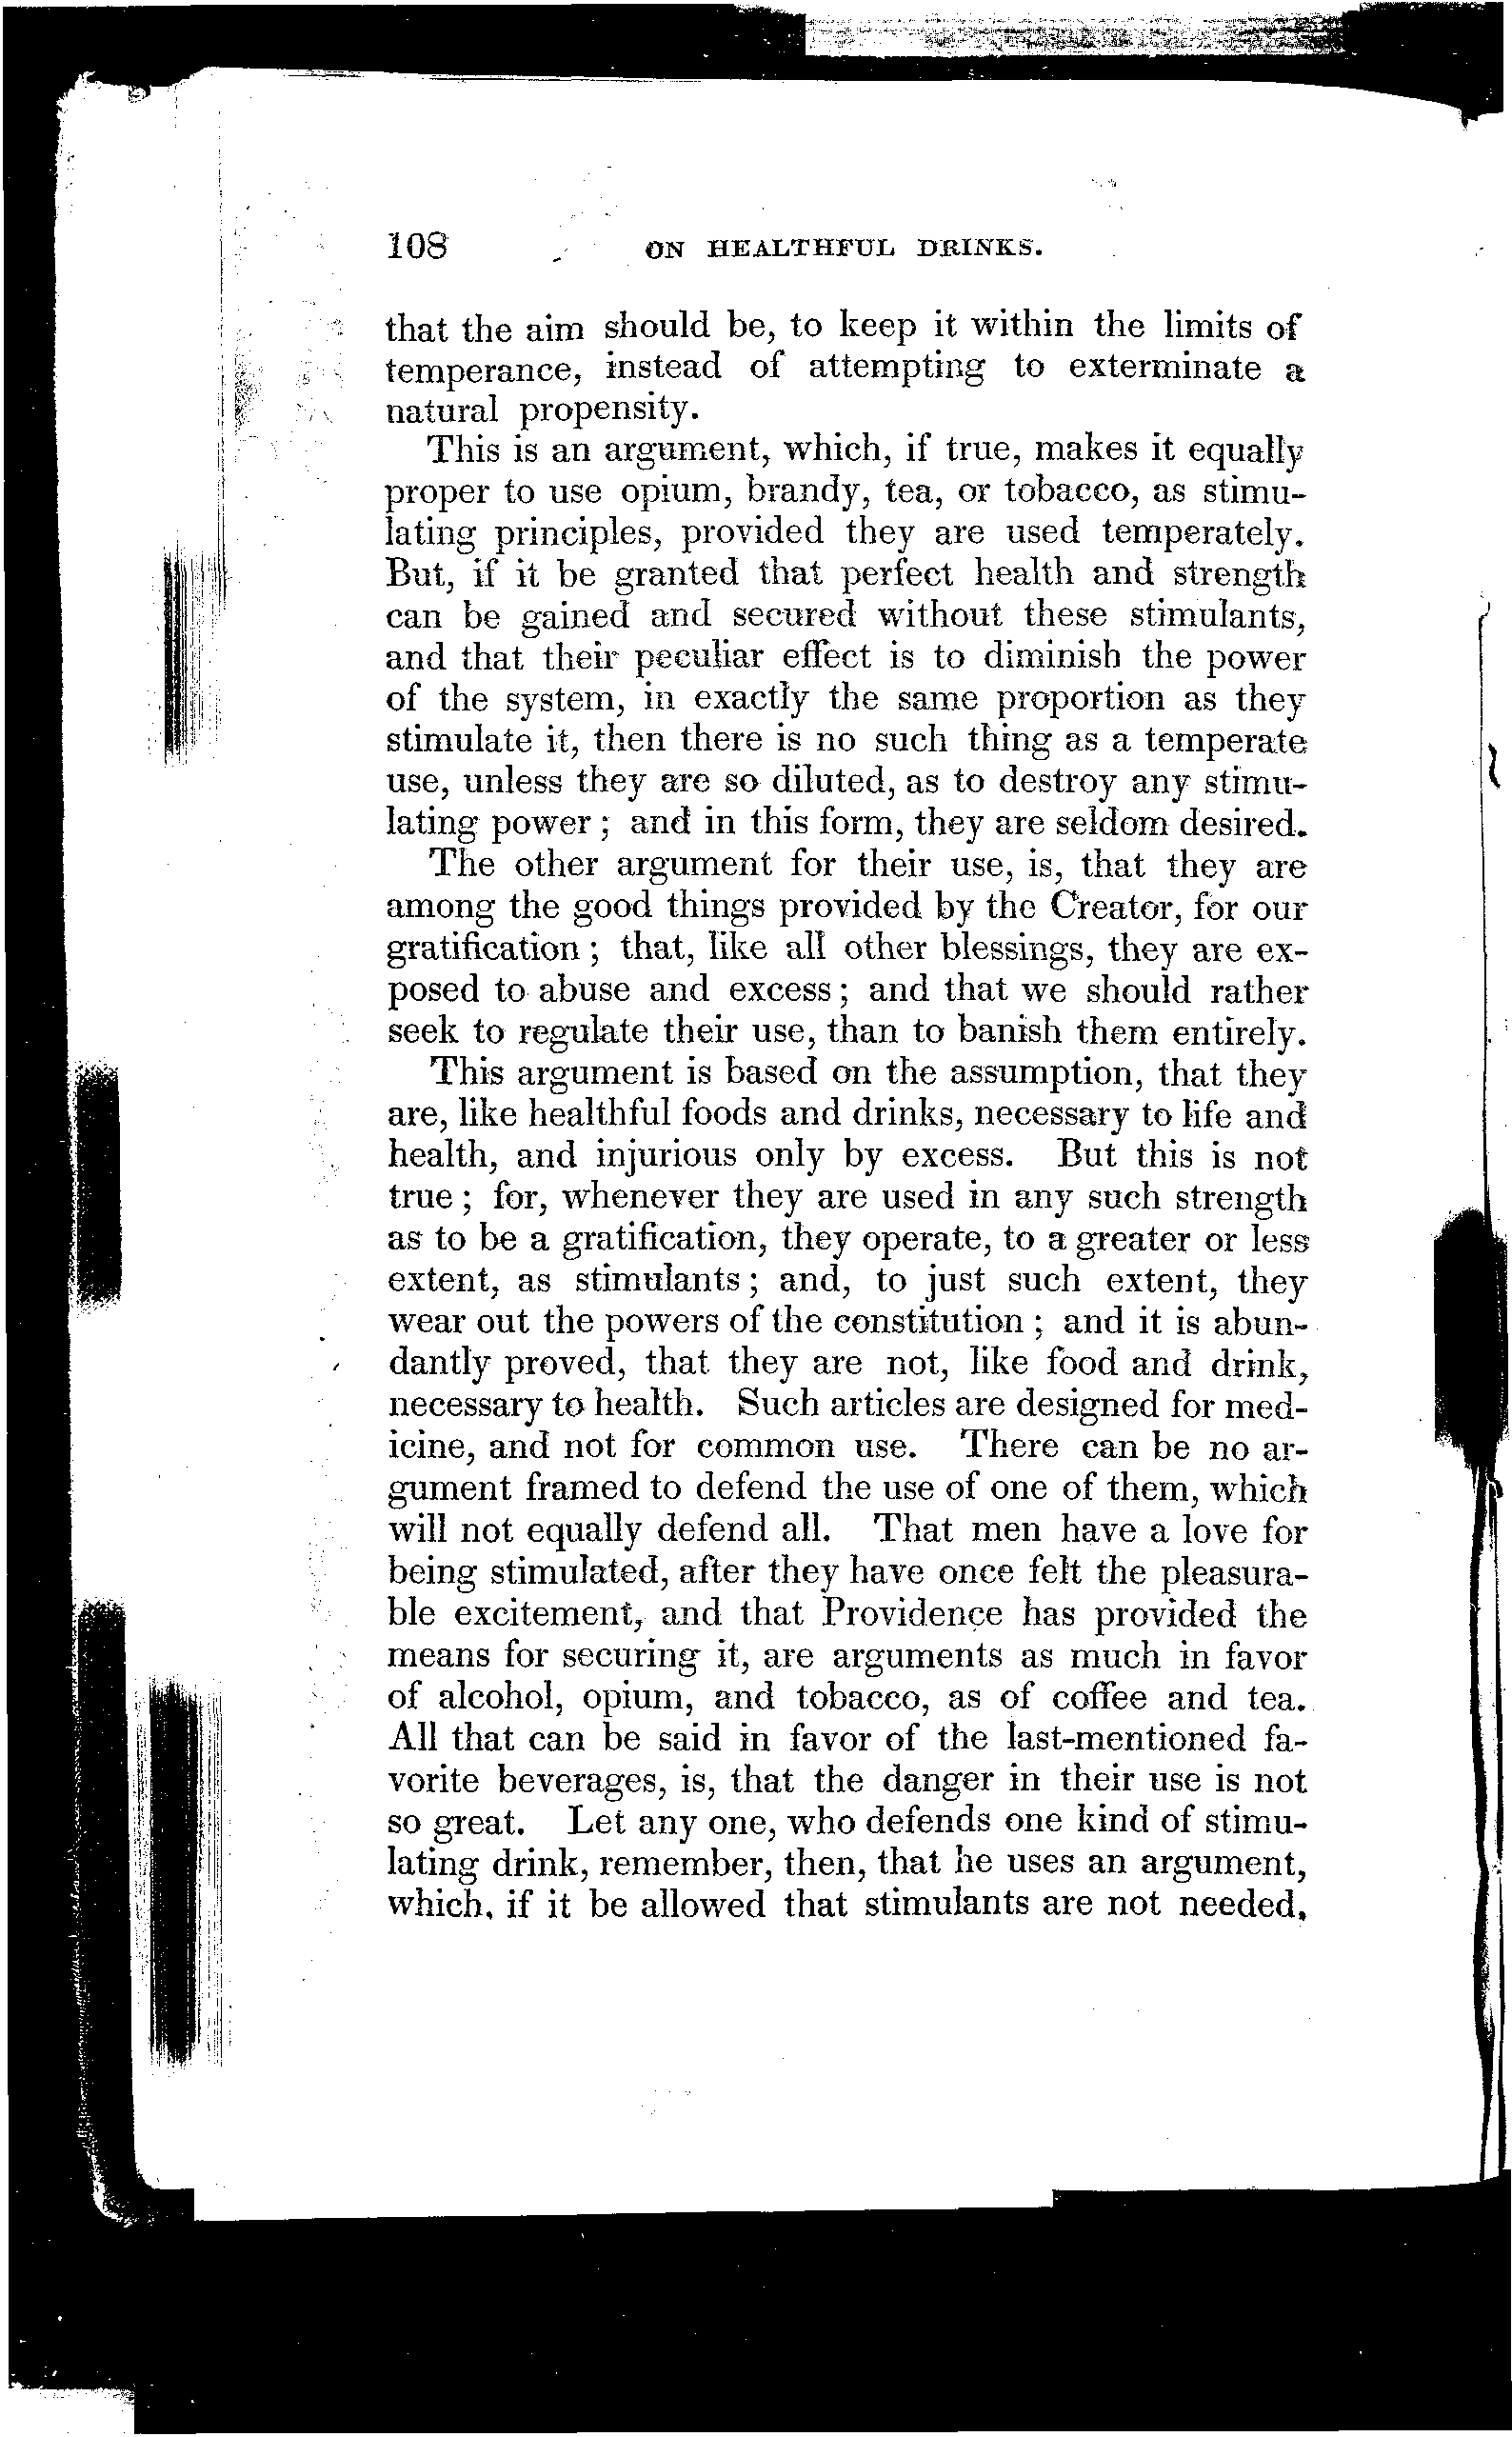 108 ON HEALTHFUL DRINKS.
that the aim should be, to keep it within the limits of
temperance, instead of attempting to exterminate a
natural propensity.
This is an argument, which, if true, makes it equally
proper to use opium, brandy, tea, or tobacco, as stimu-
lating principles, provided they are used temperately.
But, if it be granted that perfect health and strength
can be gained and secured without these stimulants,
and that their peculiar effect is to diminish the power
of the system, in exactly the same proportion as they
stimulate it, then there is no such thing as a temperate
use, unless they are so diluted, as to destroy any stimu-
lating power ; and in this form, they are seldom desired.
The other argument for their use, is, that they are
among the good things provided by the Creator, for our
gratification ; that, like all other blessings, they are ex-
posed to abuse and excess ; and that we should rather
seek to regulate their use, than to banish them entirely.
This argument is based on the assumption, that they
are, like healthful foods and drinks, necessary to life and
health, and injurious only by excess. But this is not
true ; for, whenever they are used in any such strength
as to be a gratification, they operate, to a greater or less
extent, as stimulants ; and, to just such extent, they
wear out the powers of the constitution ; and it is abun-
dantly proved, that they are not, like food and drink,
necessary to health. Such articles are designed for med-
icine, and not for common use. There can be no ar-
gument framed to defend the use of one of them, which
will not equally defend all. That men have a love for
being stimulated, after they have once felt the pleasura-
ble excitement, and that Providence has provided the
means for securing it, are arguments as much in favor
of alcohol, opium, and tobacco, as of coffee and tea.
All that can be said in favor of the last-mentioned fa-
vorite beverages, is, that the danger in their use is not
so great. Let any one, who defends one kind of stimu-
lating drink, remember, then, that he uses an argument,
which, if it be allowed that stimulants are not needed,